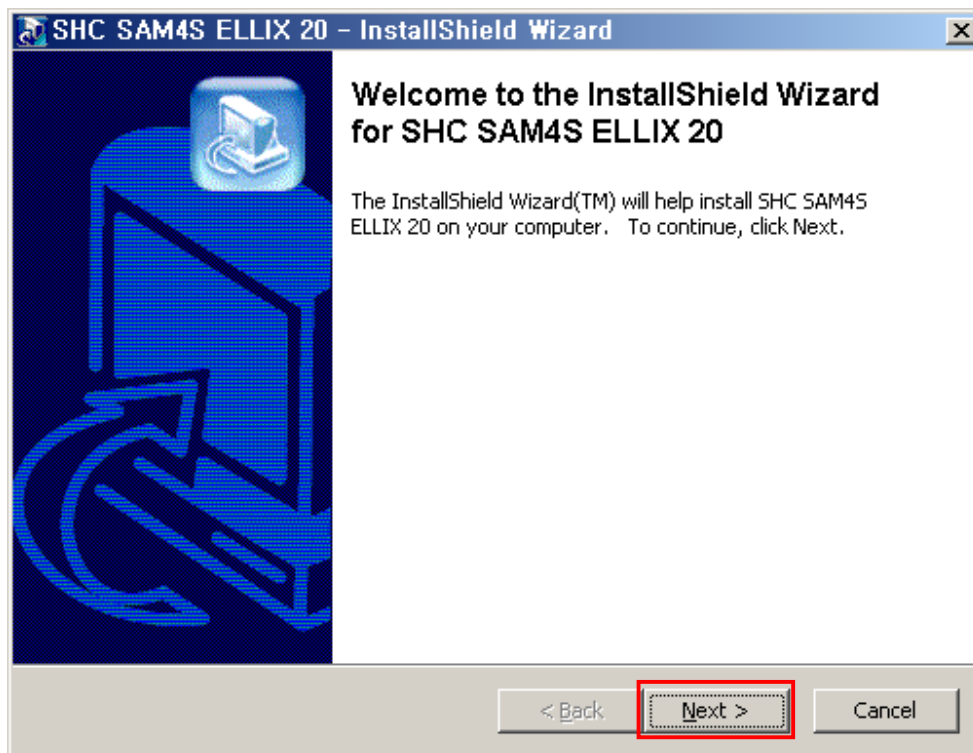 SHC SAM4S ELLIX 20 - InstallShield Wizard
Welcome to the InstallShield Wizard
for SHC SAM4S ELLIX 20
The InstallShield Wizard(TM) will help install SHC SAM4S
ELLIX 20 on your computer.   To continue, click Next.
< Back
Next >
Cancel